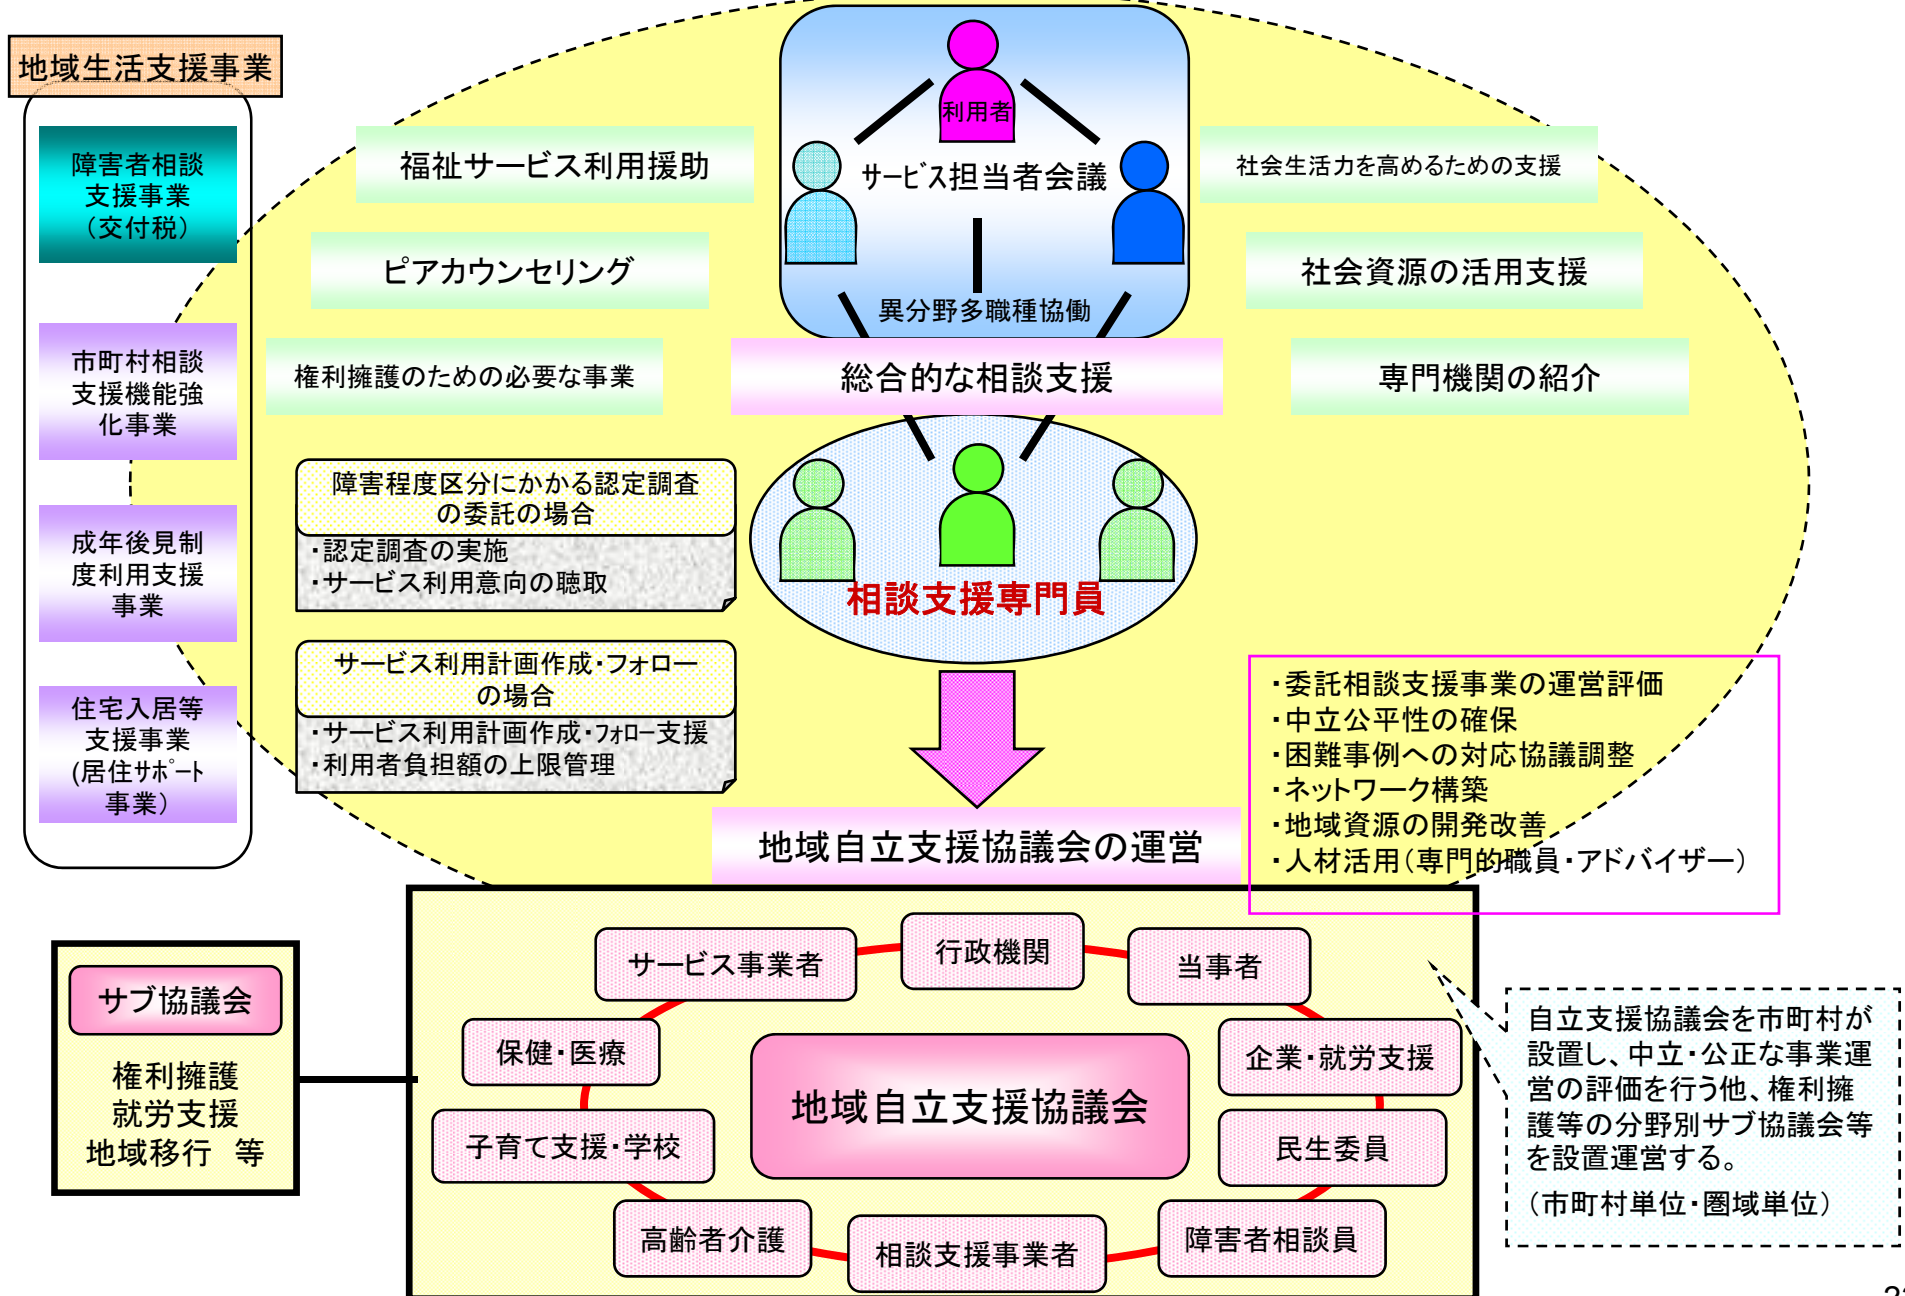 地域生活支援事業
障害者相談
支援事業
（交付税）
市町村相談
支援機能強
化事業
成年後見制
度利用支援
事業
住宅入居等
支援事業
(居住ｻﾎﾟｰﾄ
事業）
利用者
サービス担当者会議
異分野多職種協働
福祉サービス利用援助
ピアカウンセリング
権利擁護のための必要な事業
社会生活力を高めるための支援
社会資源の活用支援
専門機関の紹介
総合的な相談支援
相談支援専門員
障害程度区分にかかる認定調査
の委託の場合
・認定調査の実施
・サービス利用意向の聴取
サービス利用計画作成・フォロー
の場合
・サービス利用計画作成・ﾌｫﾛｰ支援
・利用者負担額の上限管理
・委託相談支援事業の運営評価
・中立公平性の確保
・困難事例への対応協議調整
・ネットワーク構築
・地域資源の開発改善
・人材活用（専門的職員・アドバイザー）
地域自立支援協議会の運営
サービス事業者
行政機関
当事者
保健・医療
企業・就労支援
地域自立支援協議会
子育て支援・学校
民生委員
高齢者介護
相談支援事業者
障害者相談員
サブ協議会
権利擁護
就労支援
地域移行　等
自立支援協議会を市町村が
設置し、中立・公正な事業運
営の評価を行う他、権利擁
護等の分野別サブ協議会等
を設置運営する。
（市町村単位・圏域単位）